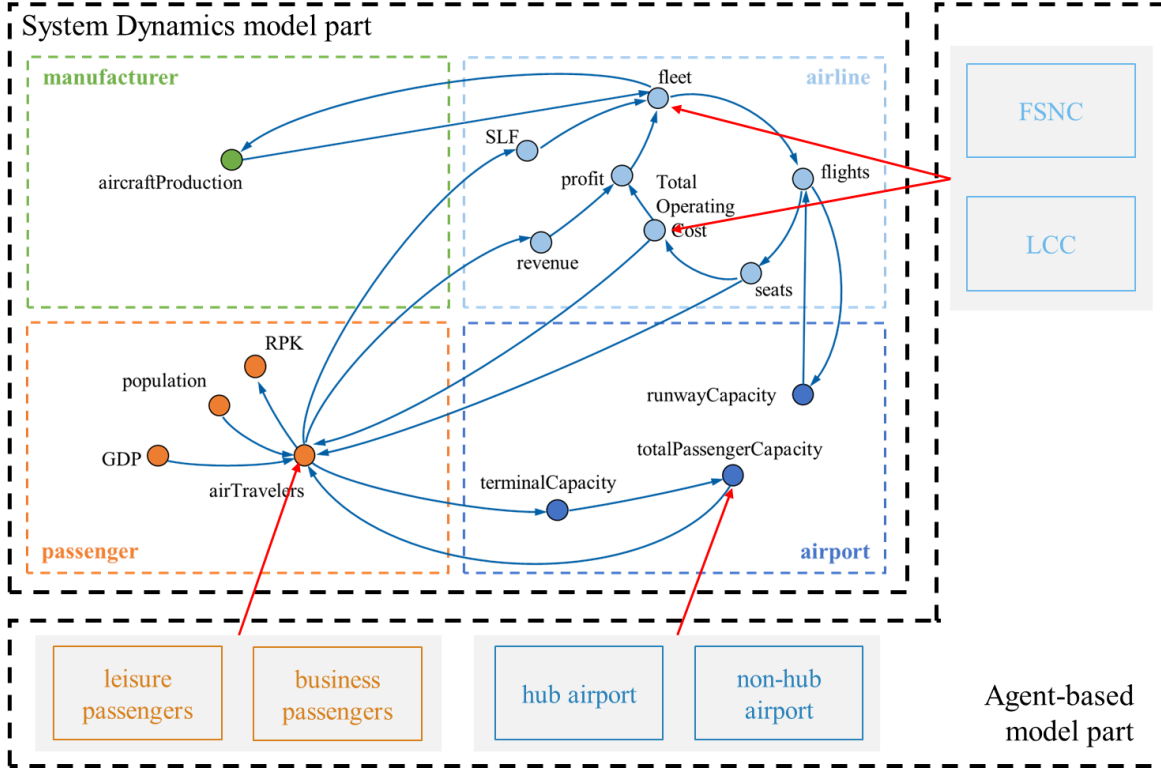 System Dynamics model part
manufacturer
airline
fleet
FSNC
SLF
flights
aircraftProduction
profit
Total
Operating
Cost
LCC
revenue
seats
RPK
population
runwayCapacity
GDP
totalPassengerCapacity
airTravelers
terminalCapacity
passenger
airport
leisure
passengers
business
passengers
hub airport
non-hub
airport
Agent-based
model part